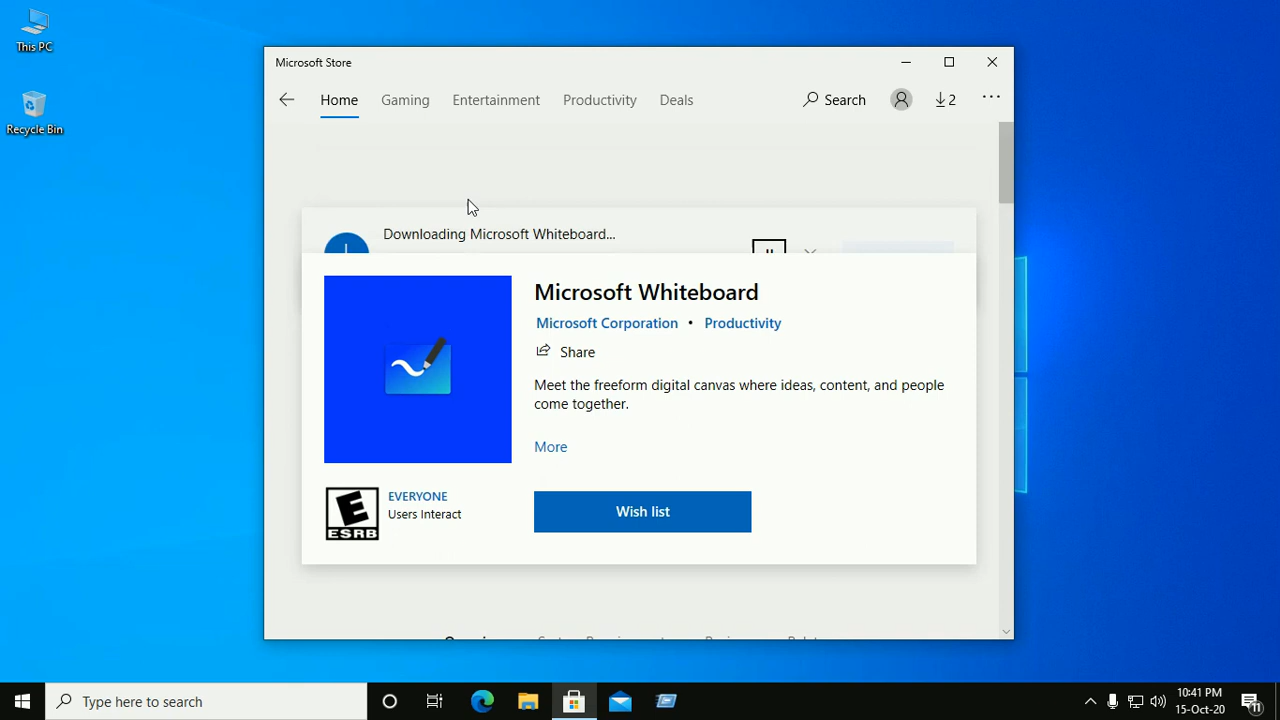 This PC
Recycle Bin
Microsoft Store
Home Gaming Entertainment Productivity Deals Search 2
Downloading Microsoft Whiteboard...
Microsoft Whiteboard
Microsoft Corporation • Productivity
Share
Meet the freeform digital canvas where ideas, content, and people
come together.
More
E
ESRB
EVERYONE
Users Interact
Wish list
Type here to search
10:41 PM
15-Oct-20
11